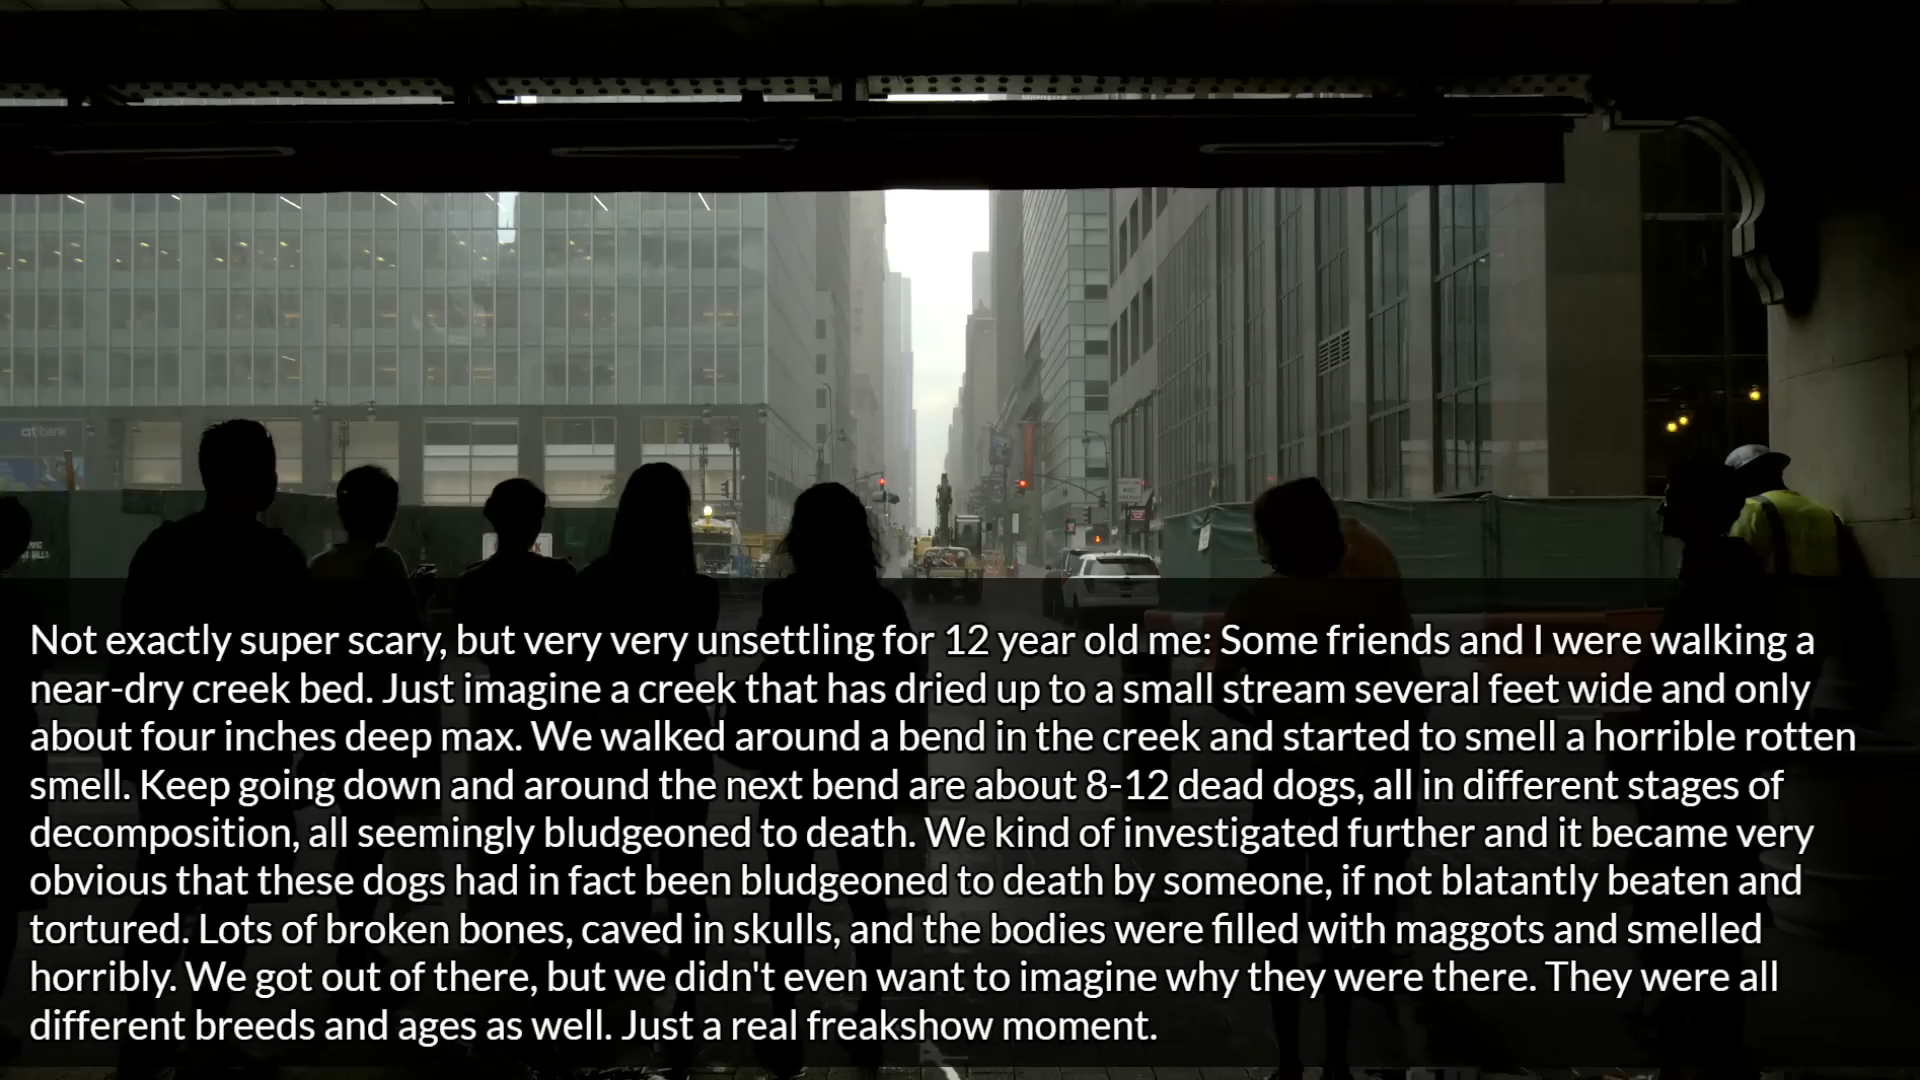 citibank
Not exactly super scary, but very very unsettling for 12 year old me: Some friends and I were walking a
near-dry creek bed. Just imagine a creek that has dried up to a small stream several feet wide and only
about four inches deep max. We walked around a bend in the creek and started to smell a horrible rotten
smell. Keep going down and around the next bend are about 8-12 dead dogs, all in different stages of
decomposition, all seemingly bludgeoned to death. We kind of investigated further and it became very
obvious that these dogs had in fact been bludgeoned to death by someone, if not blatantly beaten and
tortured. Lots of broken bones, caved in skulls, and the bodies were filled with maggots and smelled
horribly. We got out of there, but we didn't even want to imagine why they were there. They were all
different breeds and ages as well. Just a real freakshow moment.